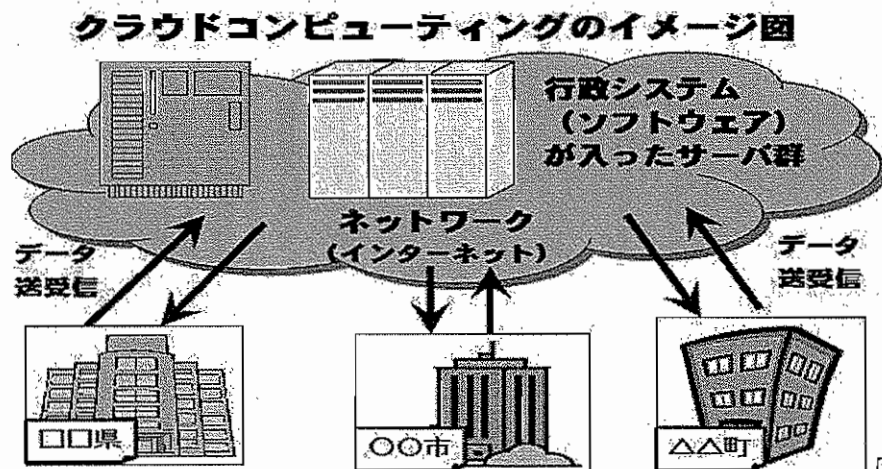 クラウドコンピューティングのイメージ図
行政システム
(ソフトウェア)
が入ったサーバ群
ネットワーク
(インターネット)
データ
送受信
データ
送受信
□□県
○○市
△△町